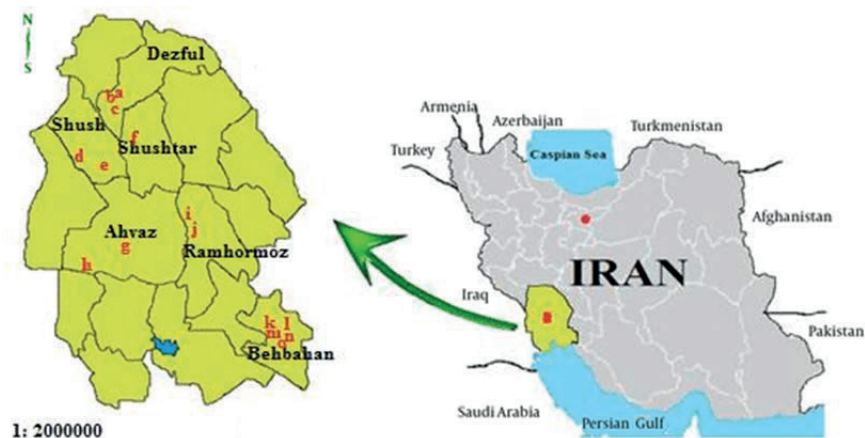 N
S
Dezful
a
b
c
Shush
f
Shushtar
d
e
i
Ahvaz
j
g
Ramhormoz
h
k l
m n
o
Behbahan
1: 2000000
Armenia
Azerbaijan
Turkmenistan
Turkey
Caspian Sea
Afghanistan
IRAN
Iraq
Pakistan
Saudi Arabia
Persian Gulf